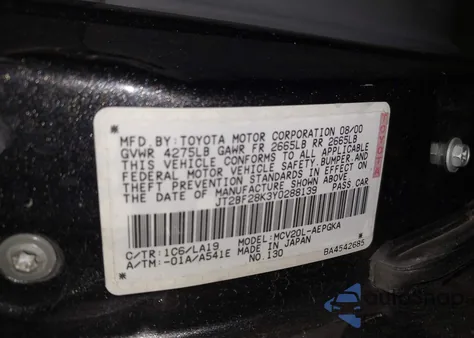 MFD. BY: TOYOTA MOTOR CORPORATION 08/00
GVWR 4275LB GAWR FR 2665LB RR 2665LB
THIS VEHICLE CONFORMS TO ALL APPLICABLE
FEDERAL MOTOR VEHICLE SAFETY, BUMPER, AND
THEFT PREVENTION STANDARDS IN EFFECT ON
THE DATE OF MANUFACTURE SHOWN ABOVE.
JT2BF28K3Y0288139 PASS CAR
C/TR: 1C6/LA19 MODEL: MCV20L-AEPGKA
A/TM: -01A/A541E MADE IN JAPAN
NO.130 BA4542685
autoShop